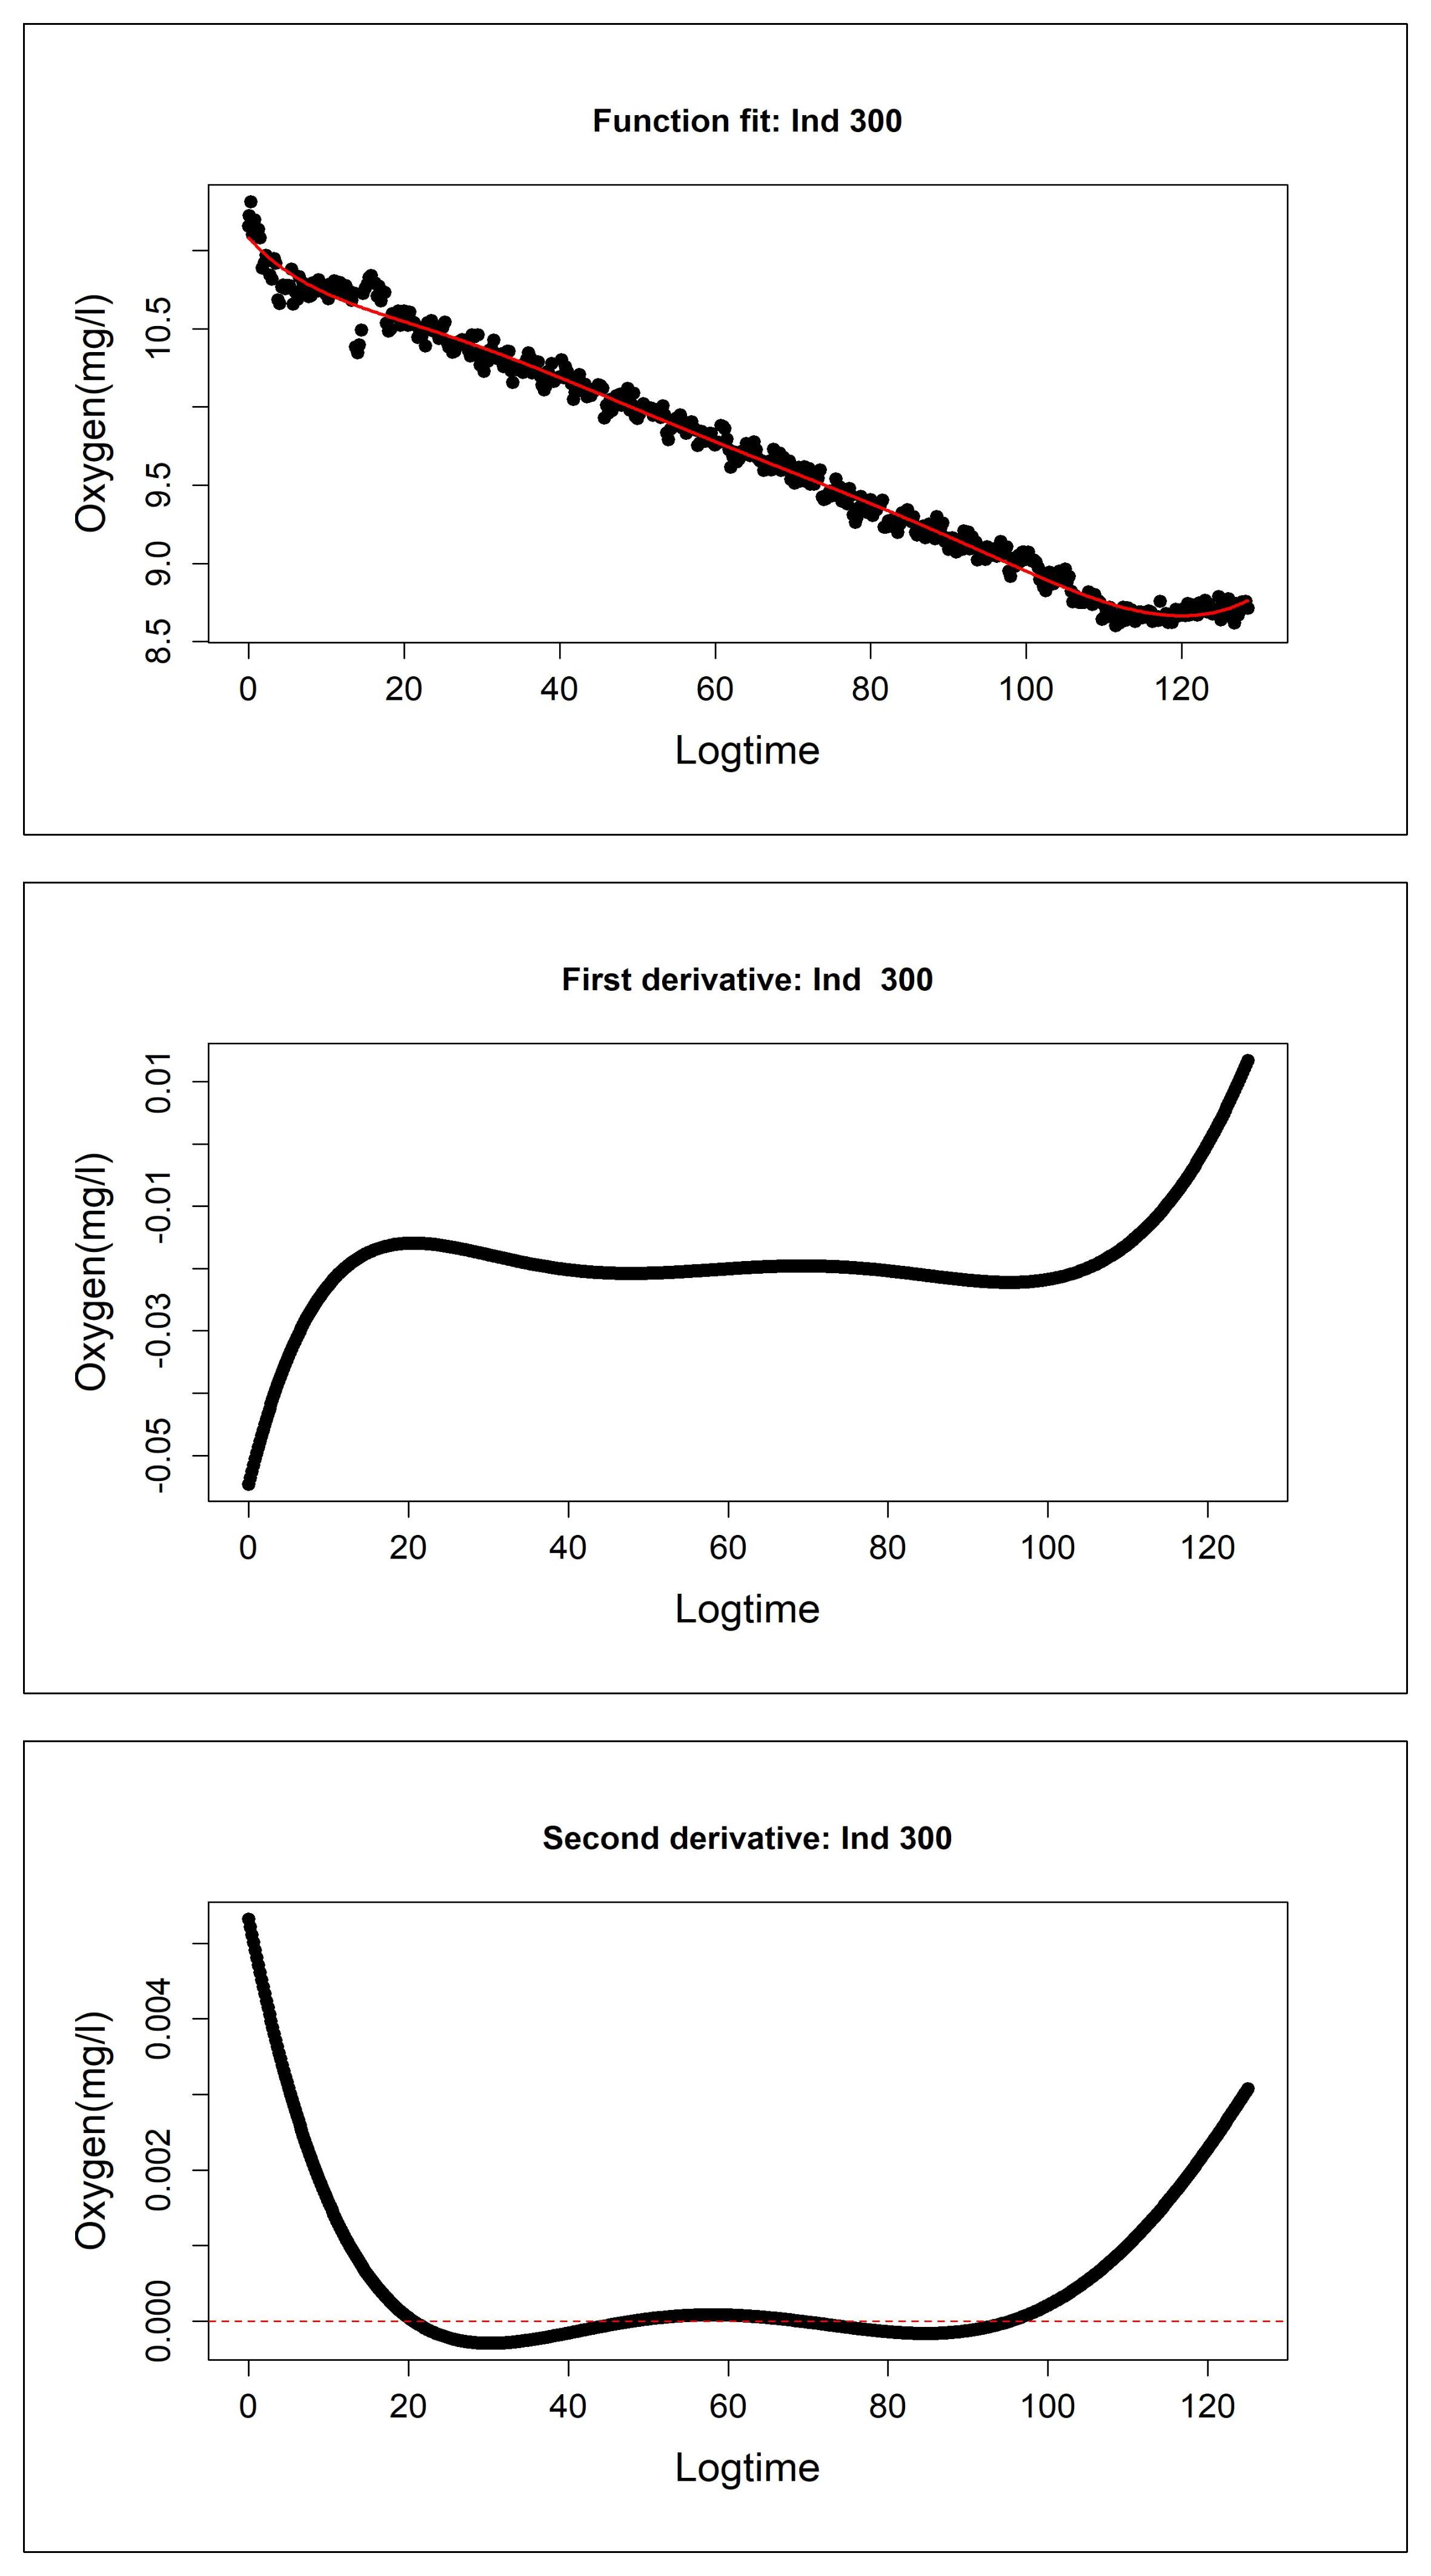 Function fit: Ind 300
Oxygen(mg/l)
10.5
9.5
9.0
8.5
0 20 40 60 80 100 120
Logtime
First derivative: Ind  300
Oxygen(mg/l)
0.01
-0.01
-0.03
-0.05
0 20 40 60 80 100 120
Logtime
Second derivative: Ind 300
Oxygen(mg/l)
0.004
0.002
0.000
0 20 40 60 80 100 120
Logtime